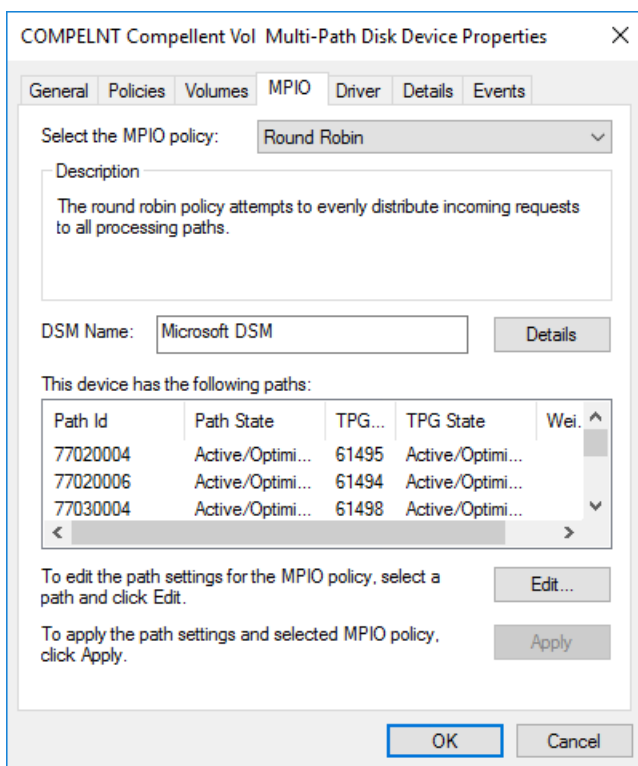 COMPELNT Compellent Vol Multi-Path Disk Device Properties
General Policies Volumes MPIO Driver Details Events
Select the MPIO policy: Round Robin
Description
The round robin policy attempts to evenly distribute incoming requests
to all processing paths.
DSM Name: Microsoft DSM Details
This device has the following paths:
Path Id Path State TPG... TPG State Wei.
77020004 Active/Optimi... 61495 Active/Optimi...
77020006 Active/Optimi... 61494 Active/Optimi...
77030004 Active/Optimi... 61498 Active/Optimi...
To edit the path settings for the MPIO policy, select a
path and click Edit.
Edit...
To apply the path settings and selected MPIO policy,
click Apply.
Apply
OK Cancel